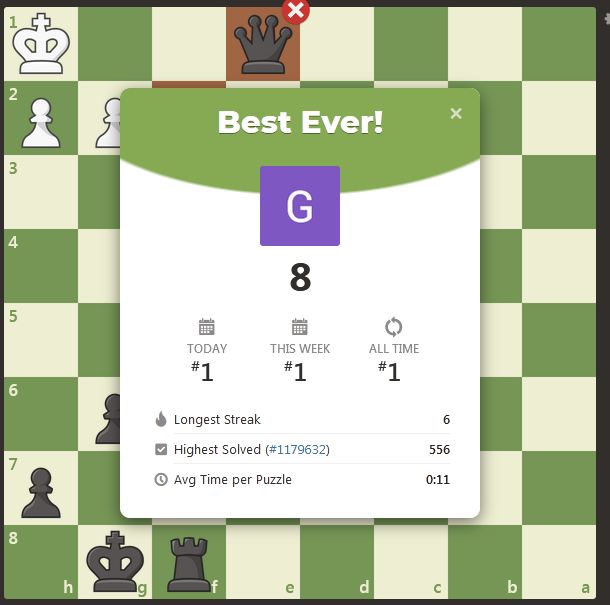 1
2
Best Ever!
×
3
G
4
8
5
TODAY THIS WEEK ALL TIME
#1 #1 #1
6
Longest Streak 6
Highest Solved (#1179632) 556
7
Avg Time per Puzzle 0:11
8
h g f e d c b a